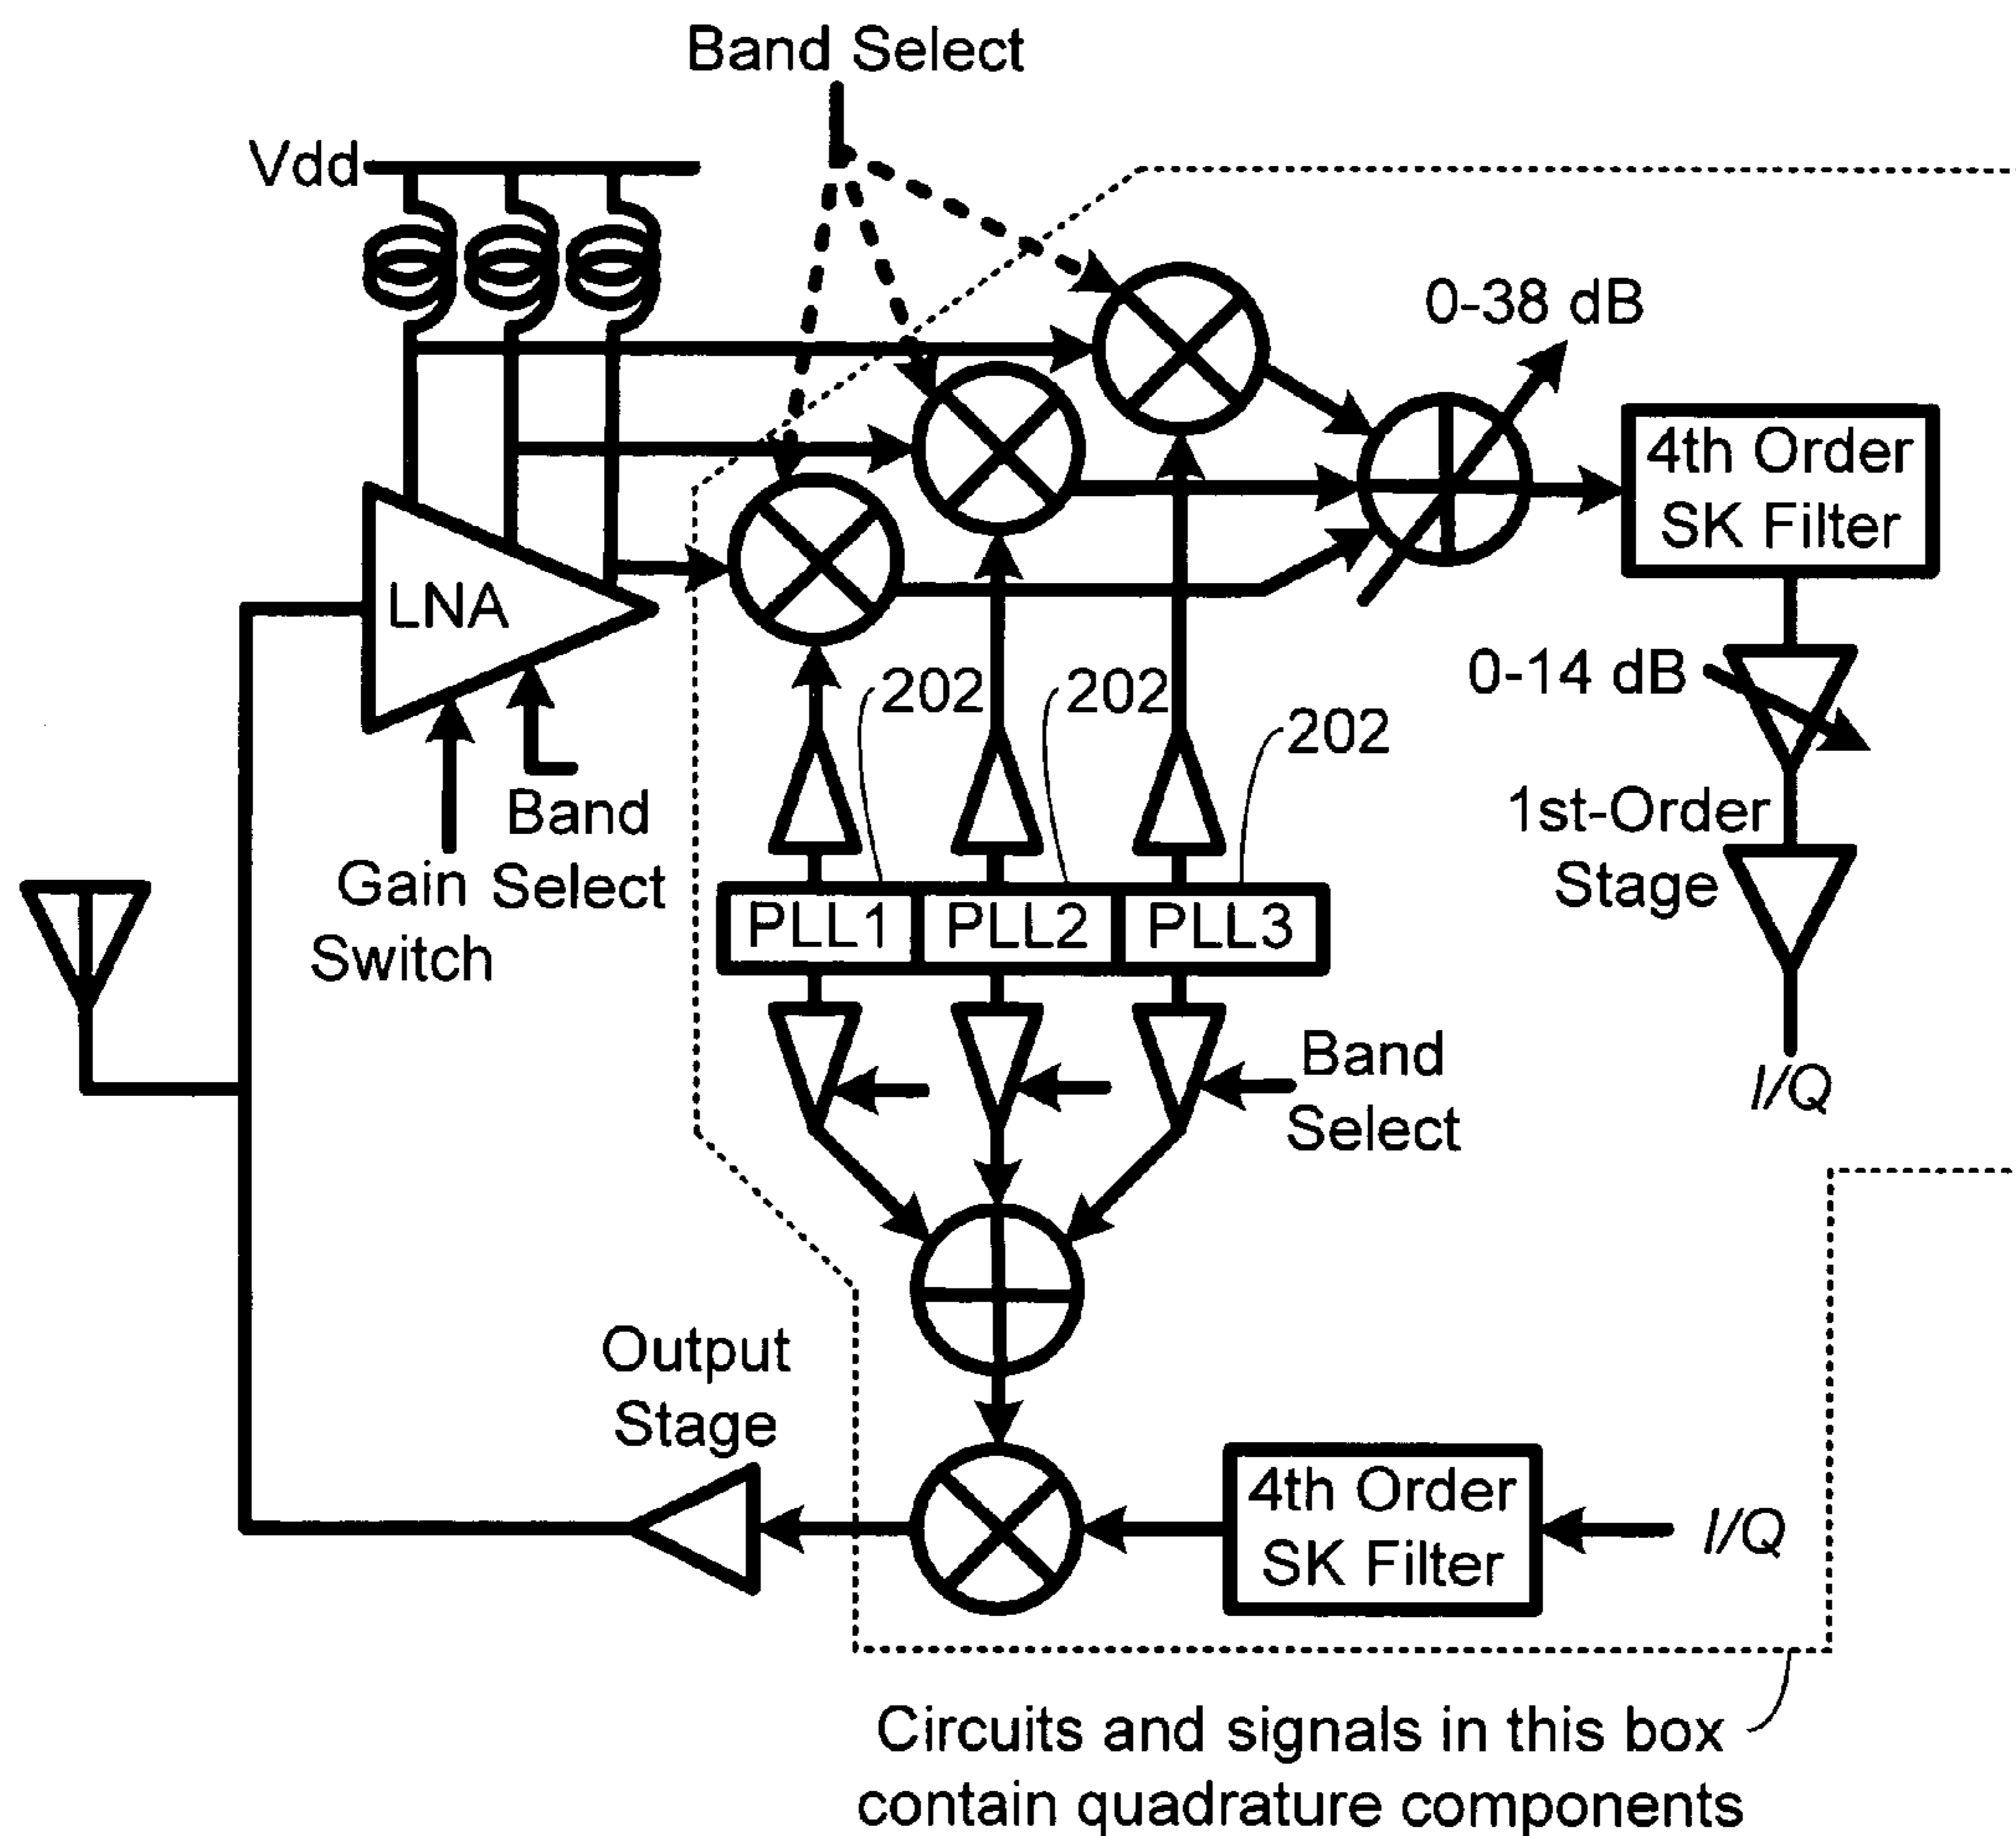 Band Select
Vdd
0-38 dB
4th Order
SK Filter
LNA
0-14 dB
202
202
202
Band
Select
Gain
Switch
1st-Order
Stage
PLL1
PLL2
PLL3
I/Q
Band
Select
Output
Stage
4th Order
SK Filter
I/Q
Circuits and signals in this box
contain quadrature components